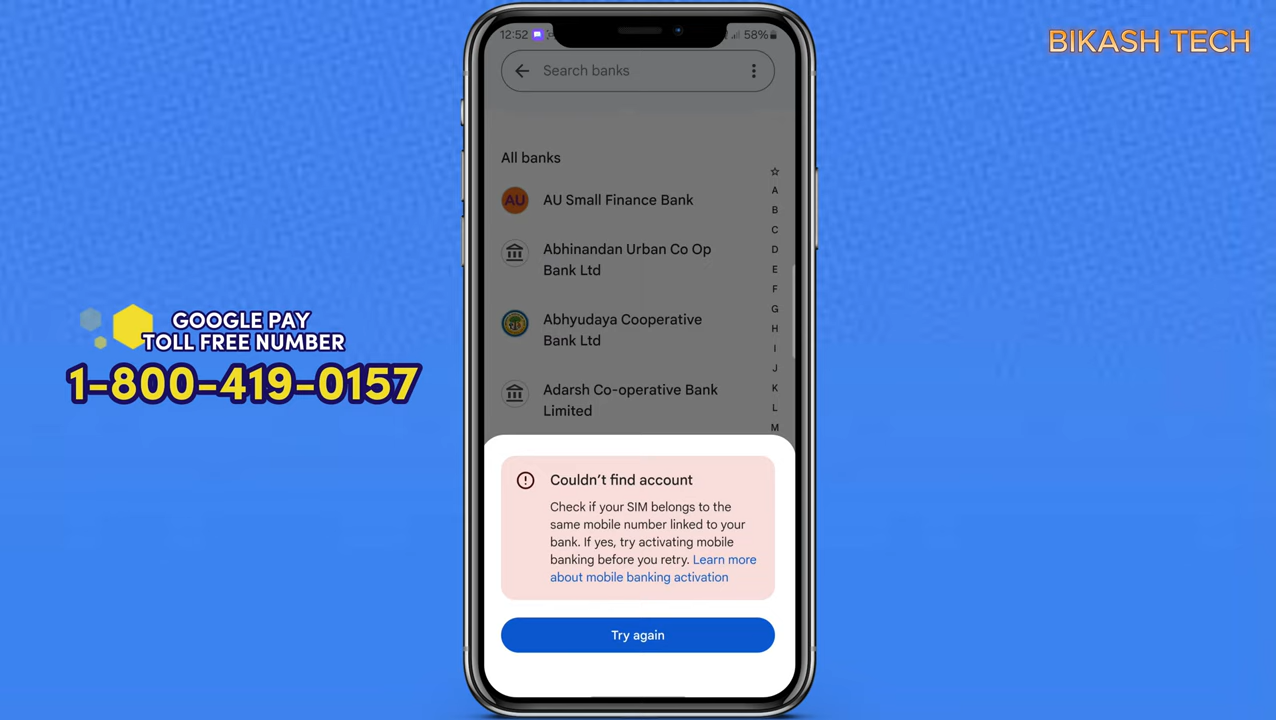 BIKASH TECH
12:52
58%
Search banks
All banks
AU
AU Small Finance Bank
Abhinandan Urban Co Op
Bank Ltd
Abhyudaya Cooperative
Bank Ltd
Adarsh Co-operative Bank
Limited
A
B
C
D
E
F
G
H
I
J
K
L
M
GOOGLE PAY
TOLL FREE NUMBER
1-800-419-0157
Couldn’t find account
Check if your SIM belongs to the
same mobile number linked to your
bank. If yes, try activating mobile
banking before you retry. Learn more
about mobile banking activation
Try again